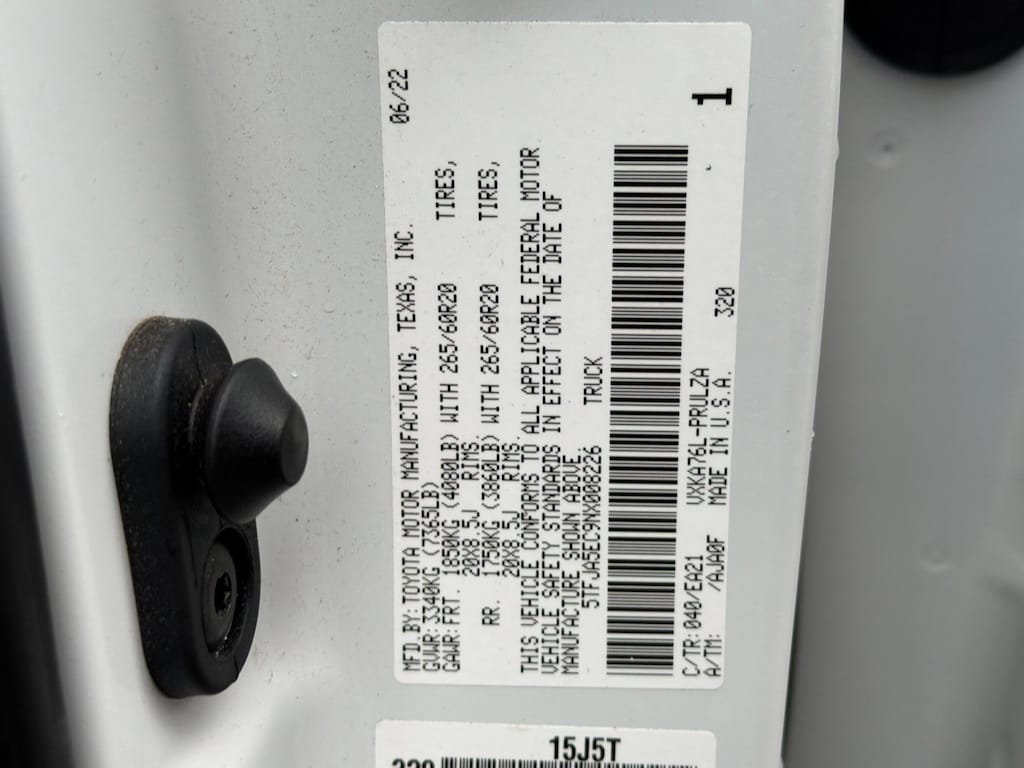 MFD.BY:TOYOTA MOTOR MANUFACTURING, TEXAS, INC. 06/22
GVWR:3340KG (7365LB)
GAWR:FRT. 1850KG (4080LB) WITH 265/60R20 TIRES,
20X8.5J RIMS.
RR. 1750KG (3860LB) WITH 265/60R20 TIRES,
20X8.5J RIMS.
THIS VEHICLE CONFORMS TO ALL APPLICABLE FEDERAL MOTOR
VEHICLE SAFETY STANDARDS IN EFFECT ON THE DATE OF
MANUFACTURE SHOWN ABOVE.
5TFJA5EC9NX008226 TRUCK
C/TR:040/EA21 VXKA76L-PRULZA 1
A/TM: /AJA0F MADE IN U.S.A. 320
15J5T